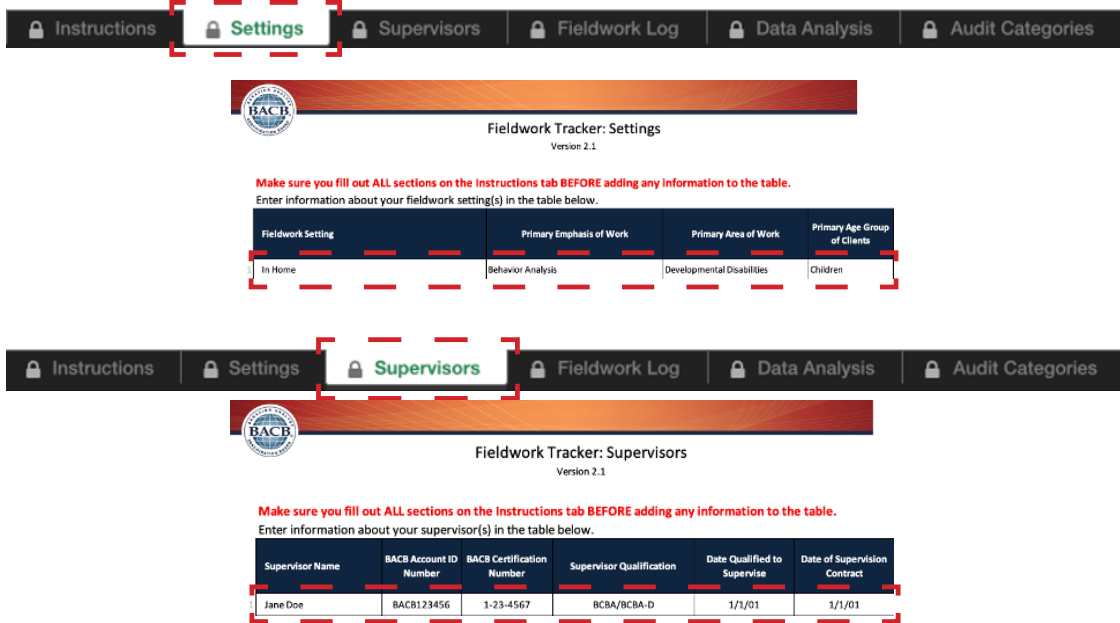 Instructions Settings Supervisors Fieldwork Log Data Analysis Audit Categories
BACB
Fieldwork Tracker: Settings
Version 2.1
Make sure you fill out ALL sections on the Instructions tab BEFORE adding any information to the table.
Enter information about your fieldwork setting(s) in the table below.
Fieldwork Setting Primary Emphasis of Work Primary Area of Work Primary Age Group
of Clients
1 In Home Behavior Analysis Developmental Disabilities Children
Instructions Settings Supervisors Fieldwork Log Data Analysis Audit Categories
BACB
Fieldwork Tracker: Supervisors
Version 2.1
Make sure you fill out ALL sections on the Instructions tab BEFORE adding any information to the table.
Enter information about your supervisor(s) in the table below.
Supervisor Name BACB Account ID
Number BACB Certification
Number Supervisor Qualification Date Qualified to
Supervise Date of Supervision
Contract
1 Jane Doe BACB123456 1-23-4567 BCBA/BCBA-D 1/1/01 1/1/01